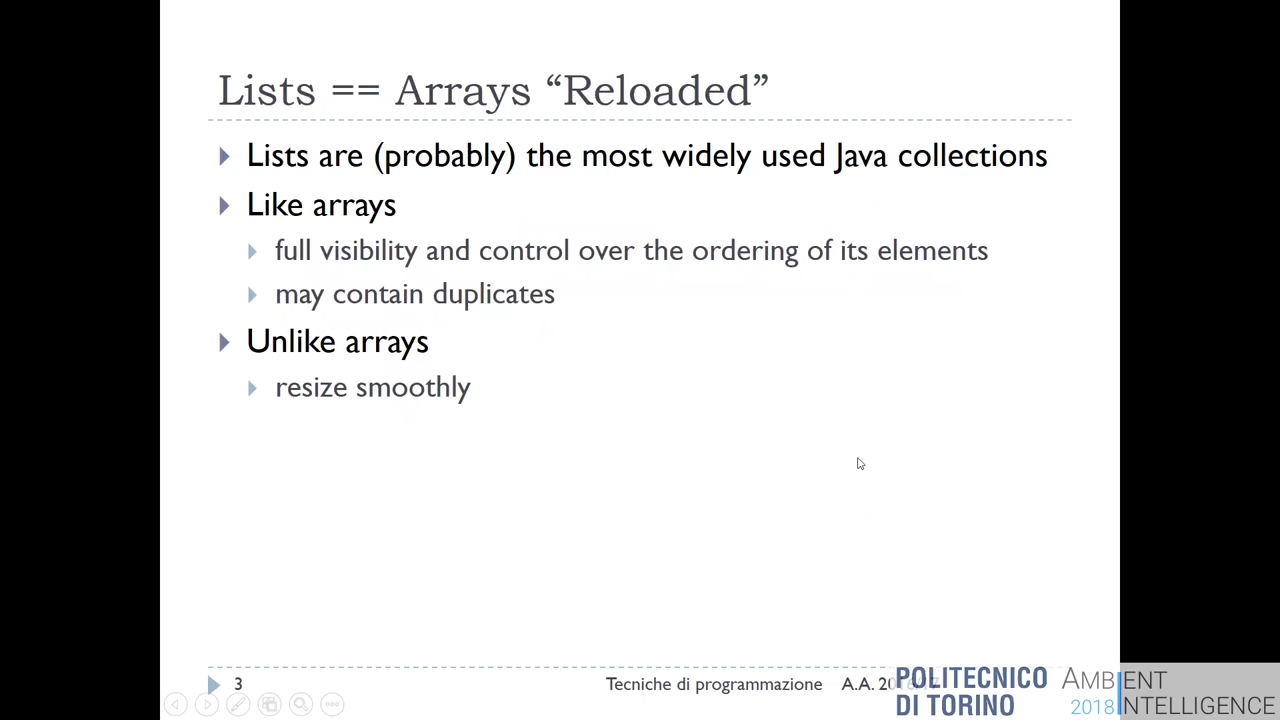 Lists == Arrays “Reloaded”
Lists are (probably) the most widely used Java collections
Like arrays
full visibility and control over the ordering of its elements
may contain duplicates
Unlike arrays
resize smoothly
3
Tecniche di programmazione A.A.
POLITECNICO
DI TORINO
AMBIENT
2018 INTELLIGENCE